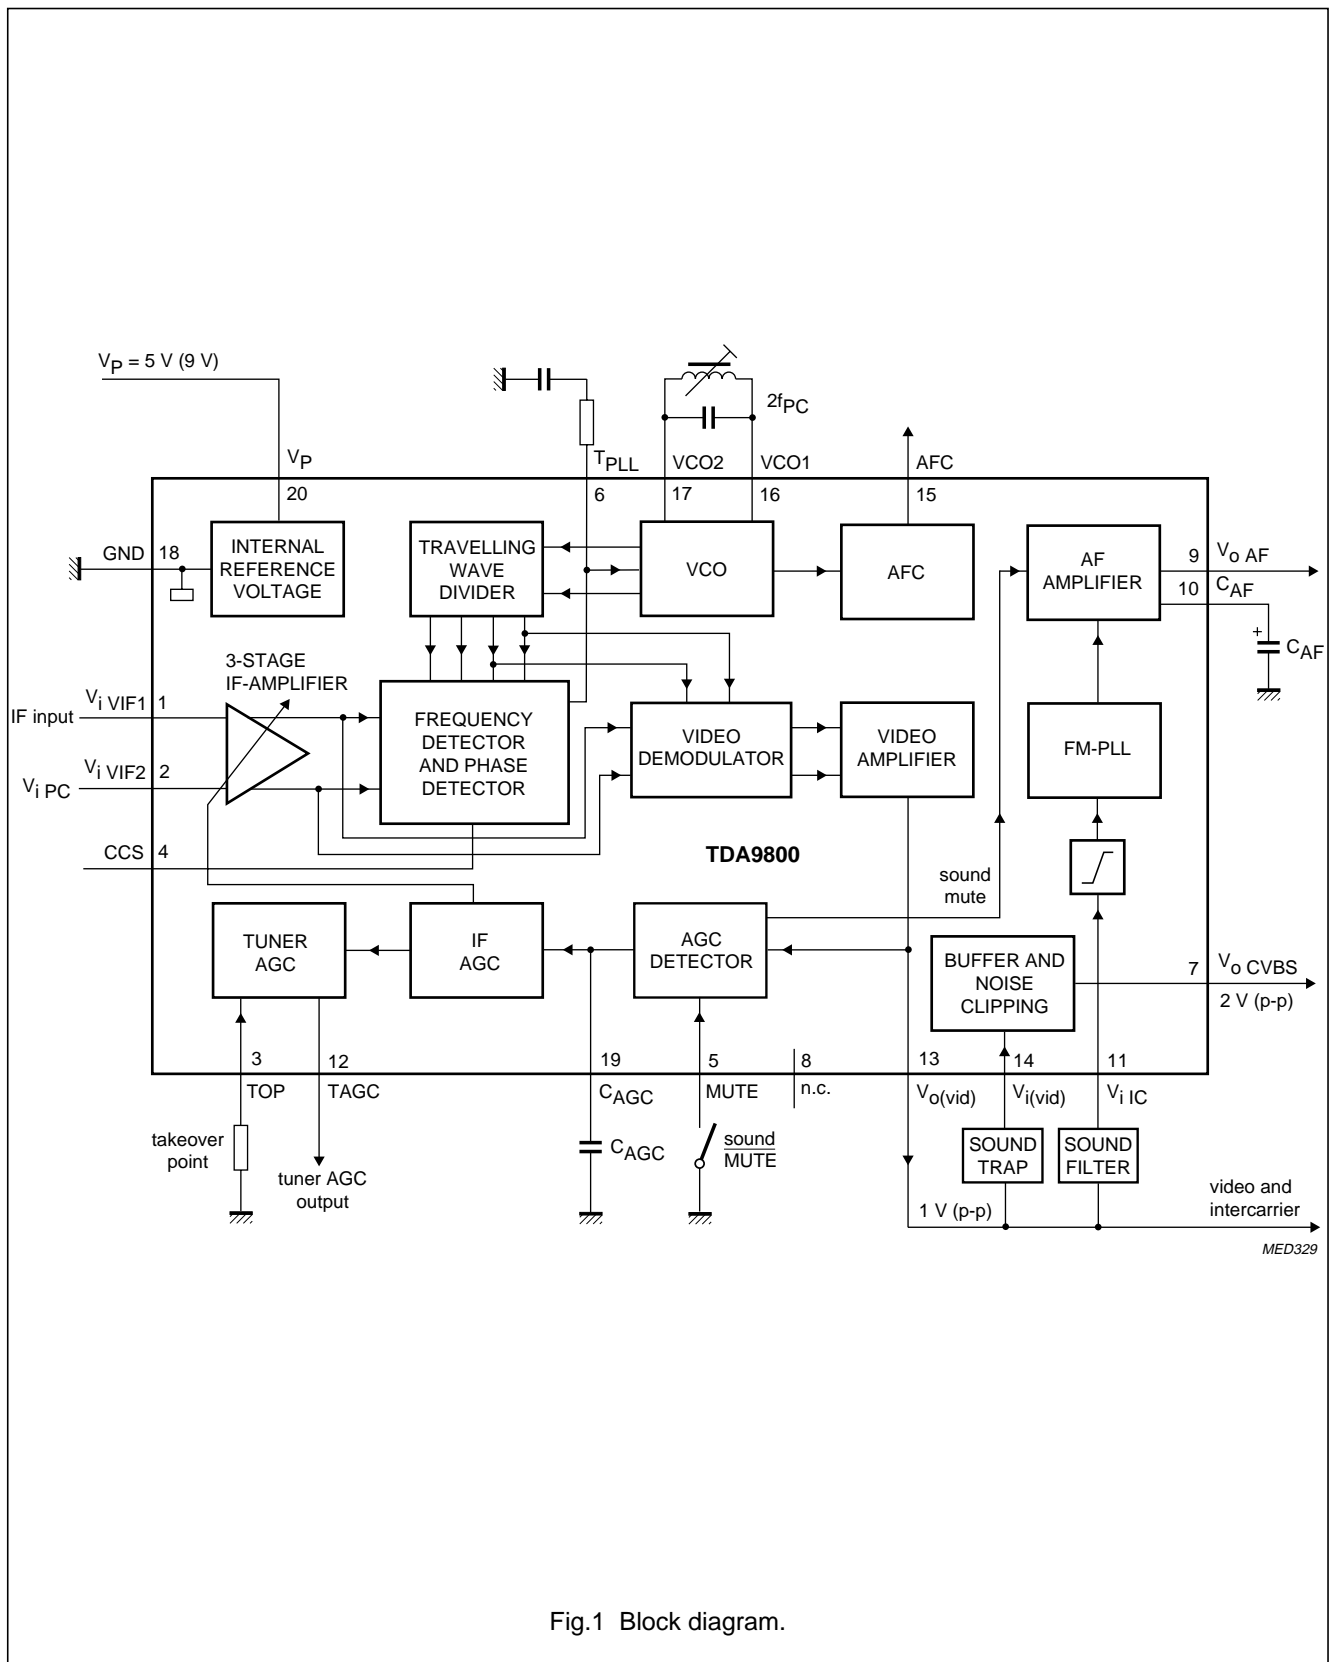 V_P = 5 V (9 V)
2f_PC
V_P
T_PLL
VCO2
VCO1
AFC
20
6
17
16
15
GND
18
INTERNAL
REFERENCE
VOLTAGE
TRAVELLING
WAVE
DIVIDER
VCO
AFC
AF
AMPLIFIER
9
V_o AF
10
C_AF
+
C_AF
3-STAGE
IF-AMPLIFIER
IF input
V_i VIF1
1
V_i VIF2
2
V_i PC
FREQUENCY
DETECTOR
AND PHASE
DETECTOR
VIDEO
DEMODULATOR
VIDEO
AMPLIFIER
FM-PLL
CCS
4
TDA9800
sound
mute
TUNER
AGC
IF
AGC
AGC
DETECTOR
BUFFER AND
NOISE
CLIPPING
7
V_o CVBS
2 V (p-p)
3
12
19
5
8
13
14
11
TOP
TAGC
C_AGC
MUTE
n.c.
V_o(vid)
V_i(vid)
V_i IC
takeover
point
tuner AGC
output
C_AGC
sound
MUTE
SOUND
TRAP
SOUND
FILTER
1 V (p-p)
video and
intercarrier
MED329
Fig.1 Block diagram.